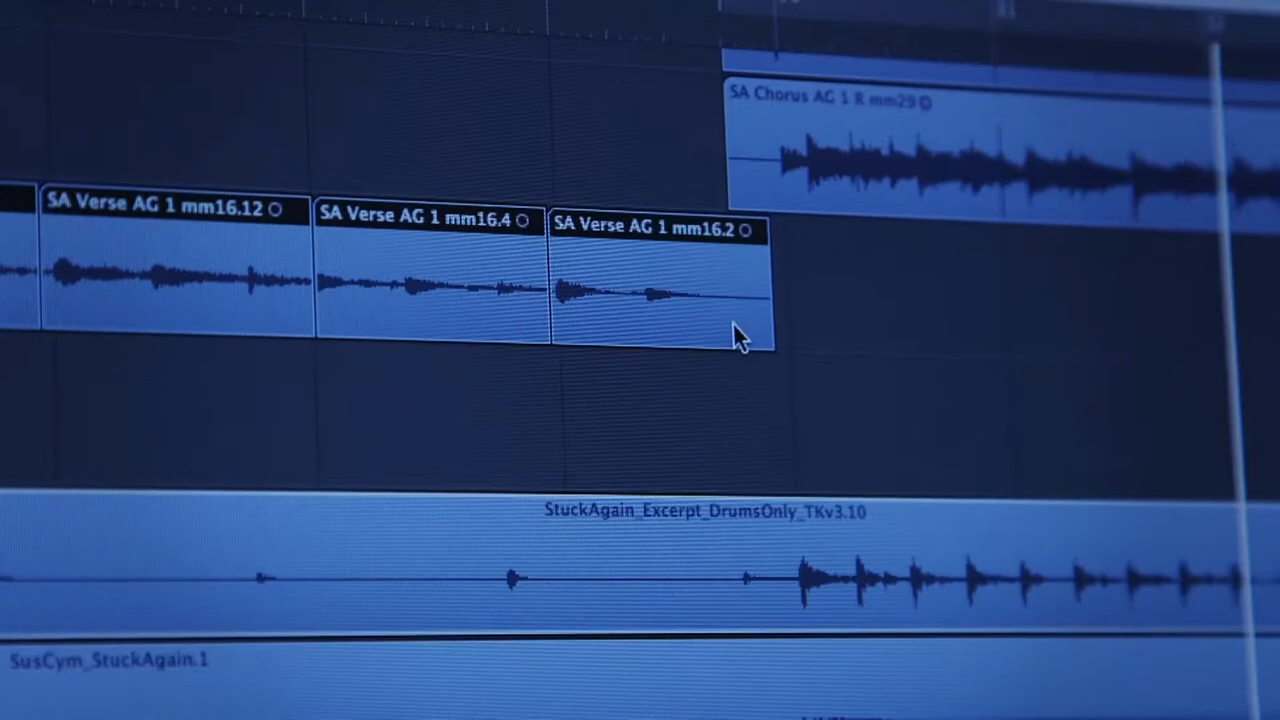 SA Chorus AG 1 R mm29
SA Verse AG 1 mm16.12
SA Verse AG 1 mm16.4
SA Verse AG 1 mm16.2
StuckAgain_Excerpt_DrumsOnly_TKv3.10
SusCym_StuckAgain.1